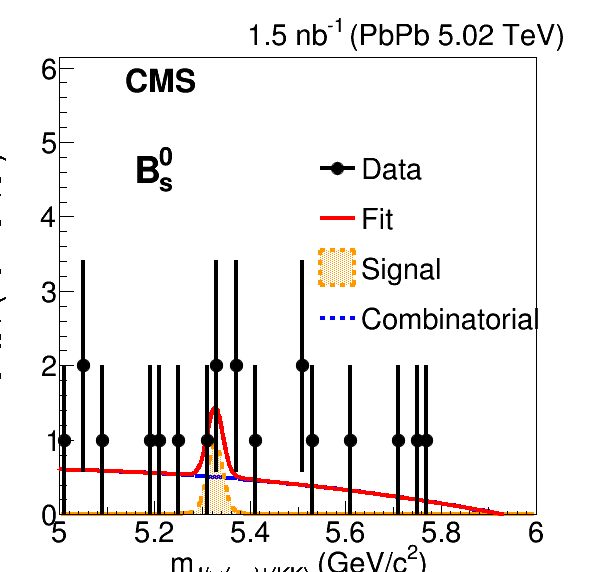 1.5 nb⁻¹ (PbPb 5.02 TeV)
CMS
B⁰ₛ
Data
Fit
Signal
Combinatorial
6
5
4
3
2
1
0
5 5.2 5.4 5.6 5.8 6
(GeV/c²)